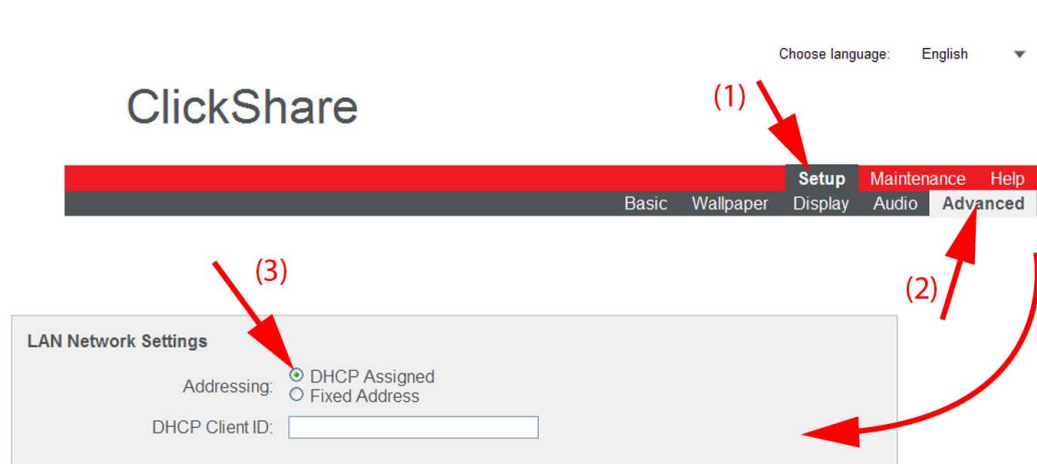 Choose language: English
(1)
ClickShare
Setup Maintenance Help
Basic Wallpaper Display Audio Advanced
(3)
(2)
LAN Network Settings
Addressing: DHCP Assigned
Fixed Address
DHCP Client ID: